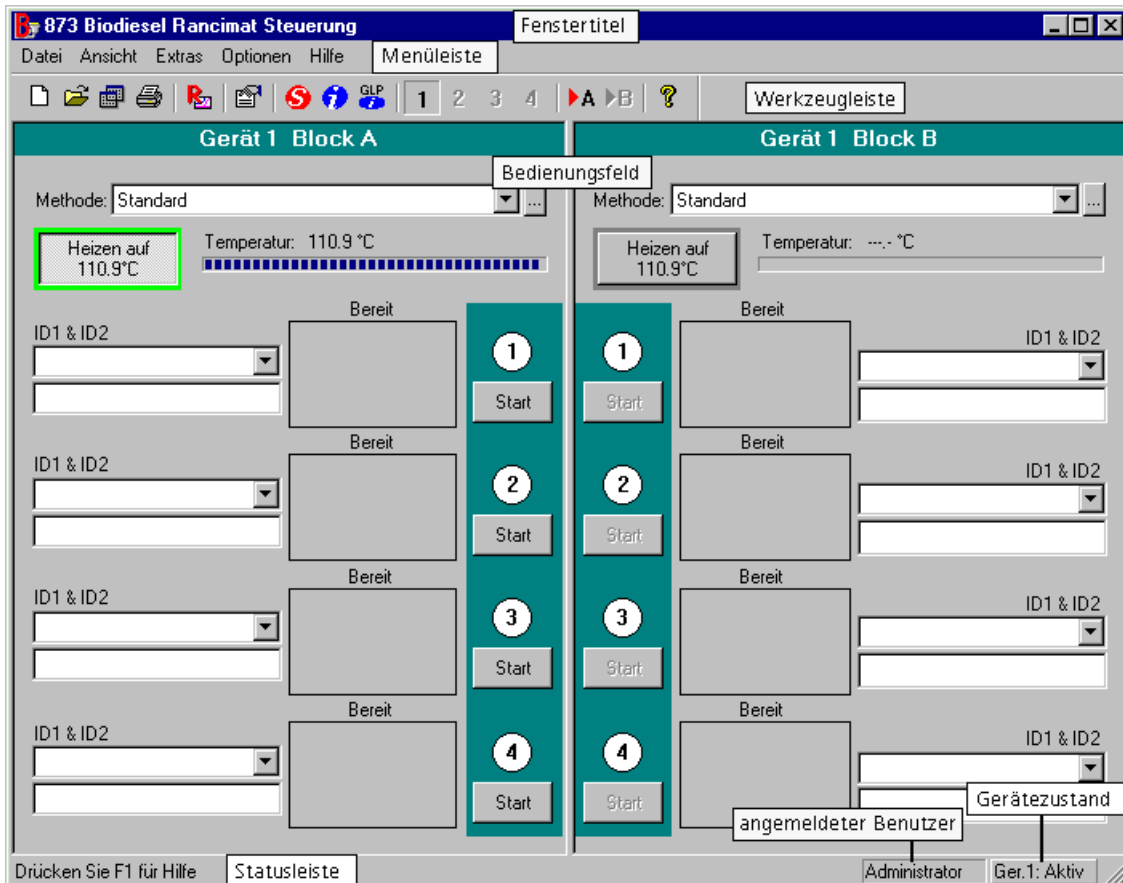 873 Biodiesel Rancimat Steuerung
Fenstertitel
Datei Ansicht Extras Optionen Hilfe
Menüleiste
GLP 1 2 3 4 A B ?
Werkzeugleiste
Gerät 1 Block A
Gerät 1 Block B
Bedienungsfeld
Methode: Standard ...
Methode: Standard ...
Heizen auf
110.9°C
Temperatur: 110.9 °C
Heizen auf
110.9°C
Temperatur: ---.- °C
ID1 & ID2
Bereit
1
Start
1
Start
Bereit
ID1 & ID2
ID1 & ID2
Bereit
2
Start
2
Start
Bereit
ID1 & ID2
ID1 & ID2
Bereit
3
Start
3
Start
Bereit
ID1 & ID2
ID1 & ID2
Bereit
4
Start
4
Start
Bereit
ID1 & ID2
Gerätezustand
angemeldeter Benutzer
Drücken Sie F1 für Hilfe
Statusleiste
Administrator
Ger.1: Aktiv